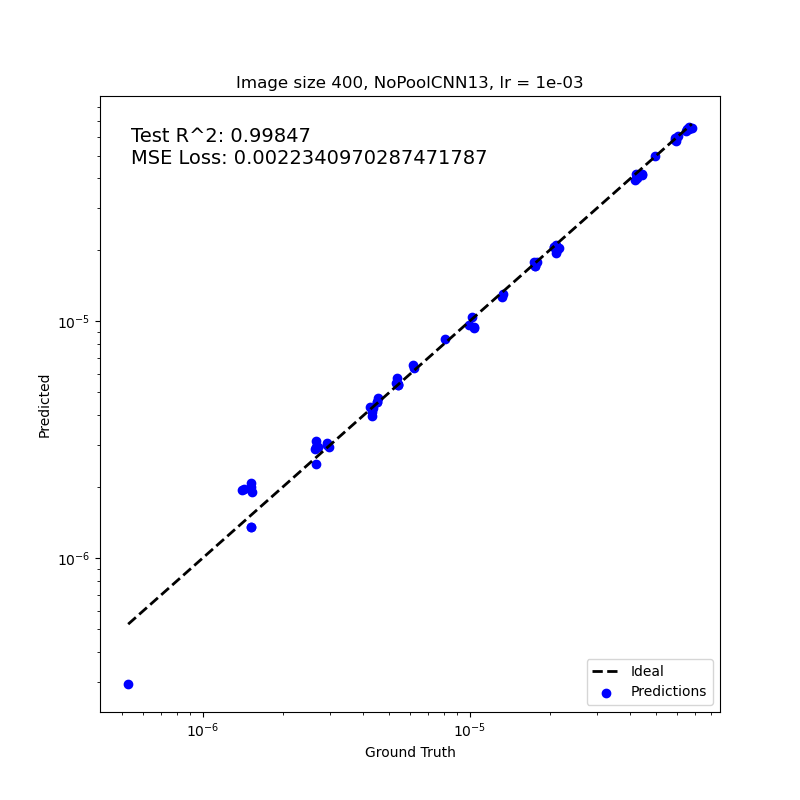 Image size 400, NoPoolCNN13, lr = 1e-03
Test R^2: 0.99847
MSE Loss: 0.0022340970287471787
Predicted
10⁻⁵
10⁻⁶
Ideal
Predictions
10⁻⁶ 10⁻⁵
Ground Truth